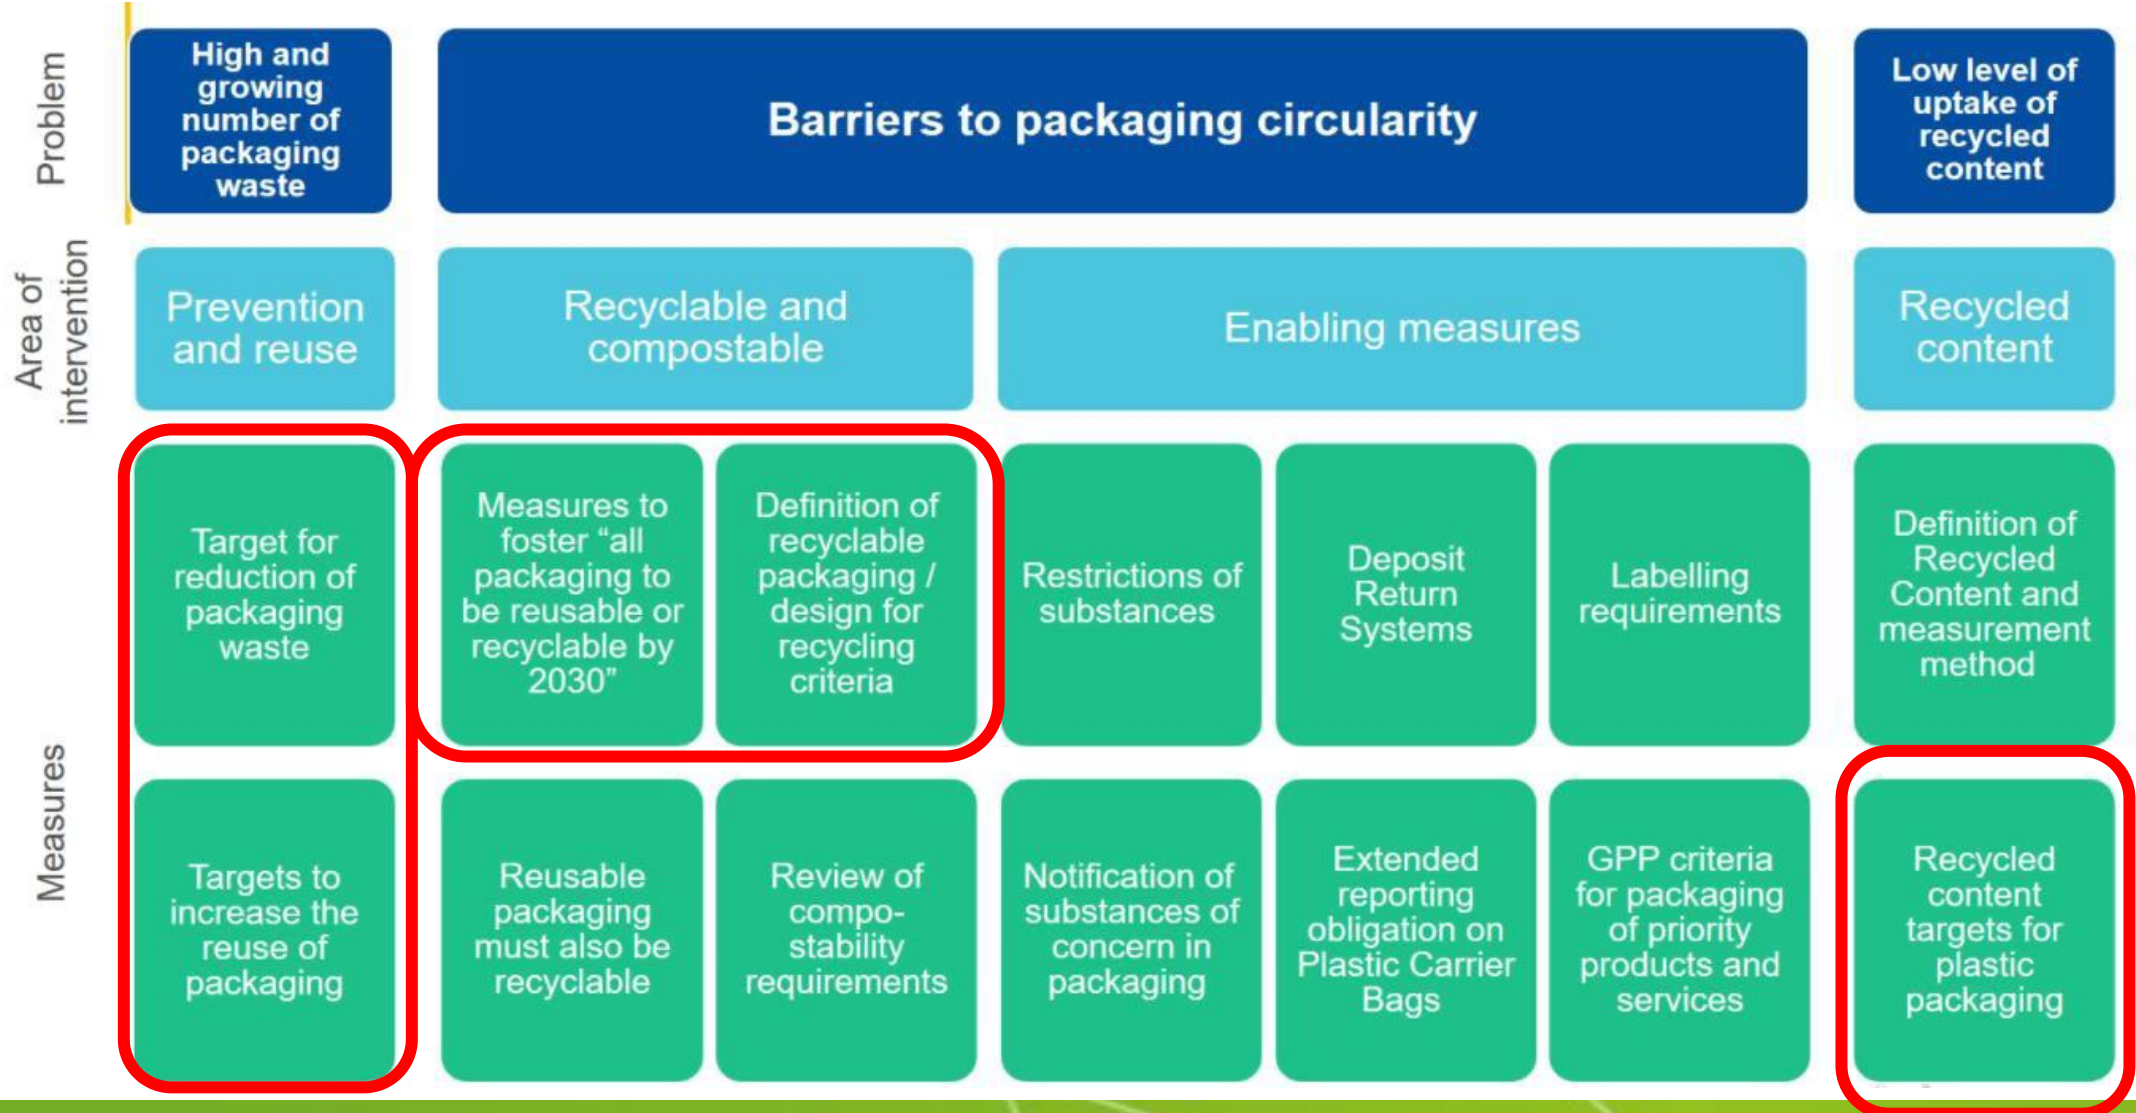 Problem
High and
growing
number of
packaging
waste
Barriers to packaging circularity
Low level of
uptake of
recycled
content
Area of
intervention
Prevention
and reuse
Recyclable and
compostable
Enabling measures
Recycled
content
Measures
Target for
reduction of
packaging
waste
Measures to
foster “all
packaging to
be reusable or
recyclable by
2030”
Definition of
recyclable
packaging /
design for
recycling
criteria
Restrictions of
substances
Deposit
Return
Systems
Labelling
requirements
Definition of
Recycled
Content and
measurement
method
Targets to
increase the
reuse of
packaging
Reusable
packaging
must also be
recyclable
Review of
compo-
stability
requirements
Notification of
substances of
concern in
packaging
Extended
reporting
obligation on
Plastic Carrier
Bags
GPP criteria
for packaging
of priority
products and
services
Recycled
content
targets for
plastic
packaging